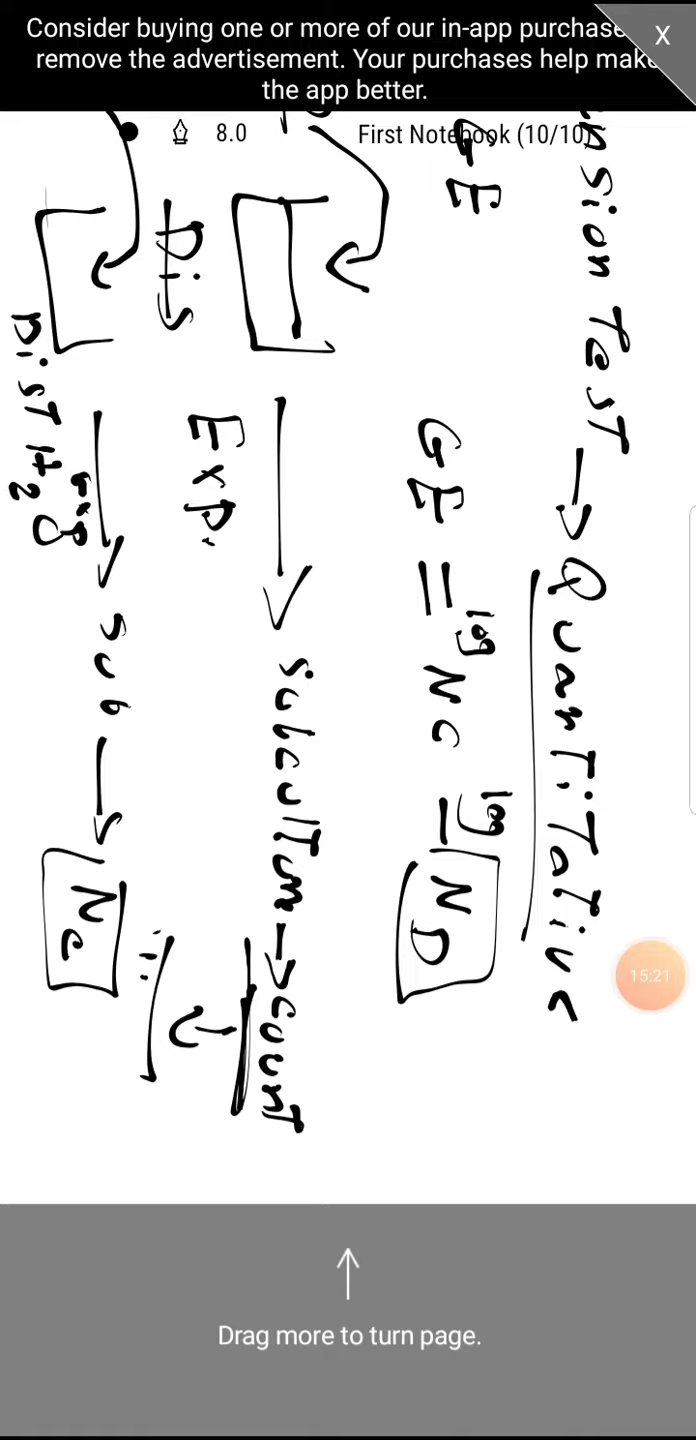 Consider buying one or more of our in-app purchase
remove the advertisement. Your purchases help make
the app better.
X
8.0
First Notebook (10/10)
nsion Test → Quantitative
GE
GE = log NC - log ND
→ Subculture → Count
Dis
Exp.
→ Sub → NC
Dist H2O
15:21
↑
Drag more to turn page.